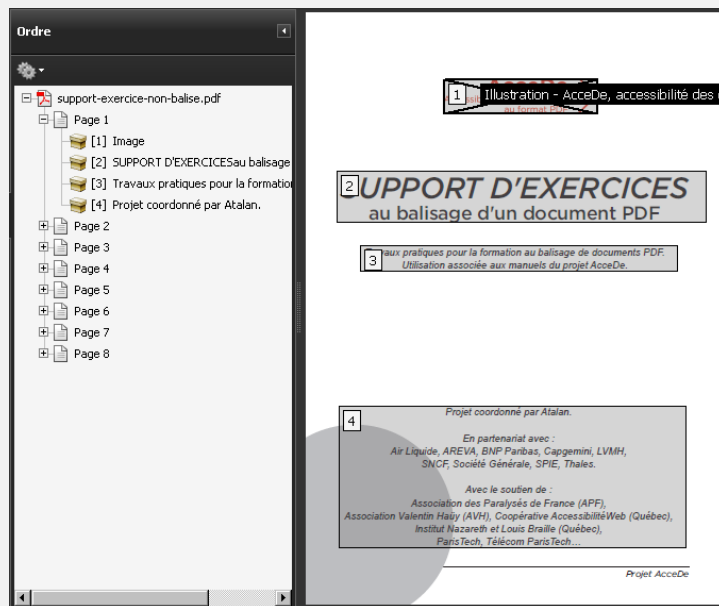 Ordre
support-exercice-non-balise.pdf
Page 1
[1] Image
[2] SUPPORT D'EXERCICESau balisage
[3] Travaux pratiques pour la formation
[4] Projet coordonné par Atalan.
Page 2
Page 3
Page 4
Page 5
Page 6
Page 7
Page 8
AcceDe
1 Illustration - AcceDe, accessibilité des
au format PDF
2 SUPPORT D'EXERCICES
au balisage d'un document PDF
3 Travaux pratiques pour la formation au balisage de documents PDF.
Utilisation associée aux manuels du projet AcceDe.
4
Projet coordonné par Atalan.
En partenariat avec :
Air Liquide, AREVA, BNP Paribas, Capgemini, LVMH,
SNCF, Société Générale, SPIE, Thales.
Avec le soutien de :
Association des Paralysés de France (APF),
Association Valentin Haüy (AVH), Coopérative AccessibilitéWeb (Québec),
Institut Nazareth et Louis Braille (Québec),
ParisTech, Télécom ParisTech…
Projet AcceDe